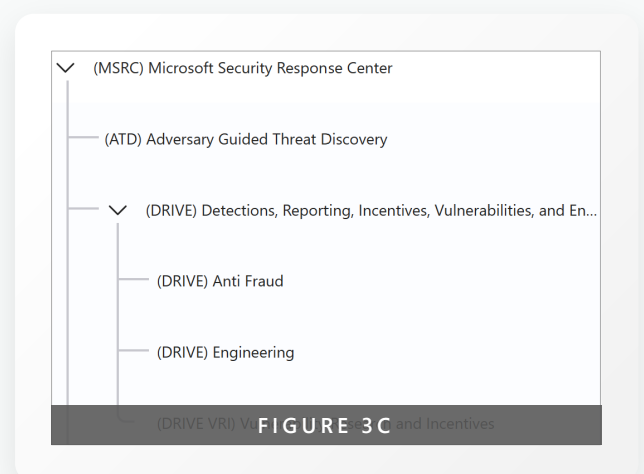 (MSRC) Microsoft Security Response Center
(ATD) Adversary Guided Threat Discovery
(DRIVE) Detections, Reporting, Incentives, Vulnerabilities, and En...
(DRIVE) Anti Fraud
(DRIVE) Engineering
(DRIVE VRI) and Incentives
FIGURE 3C